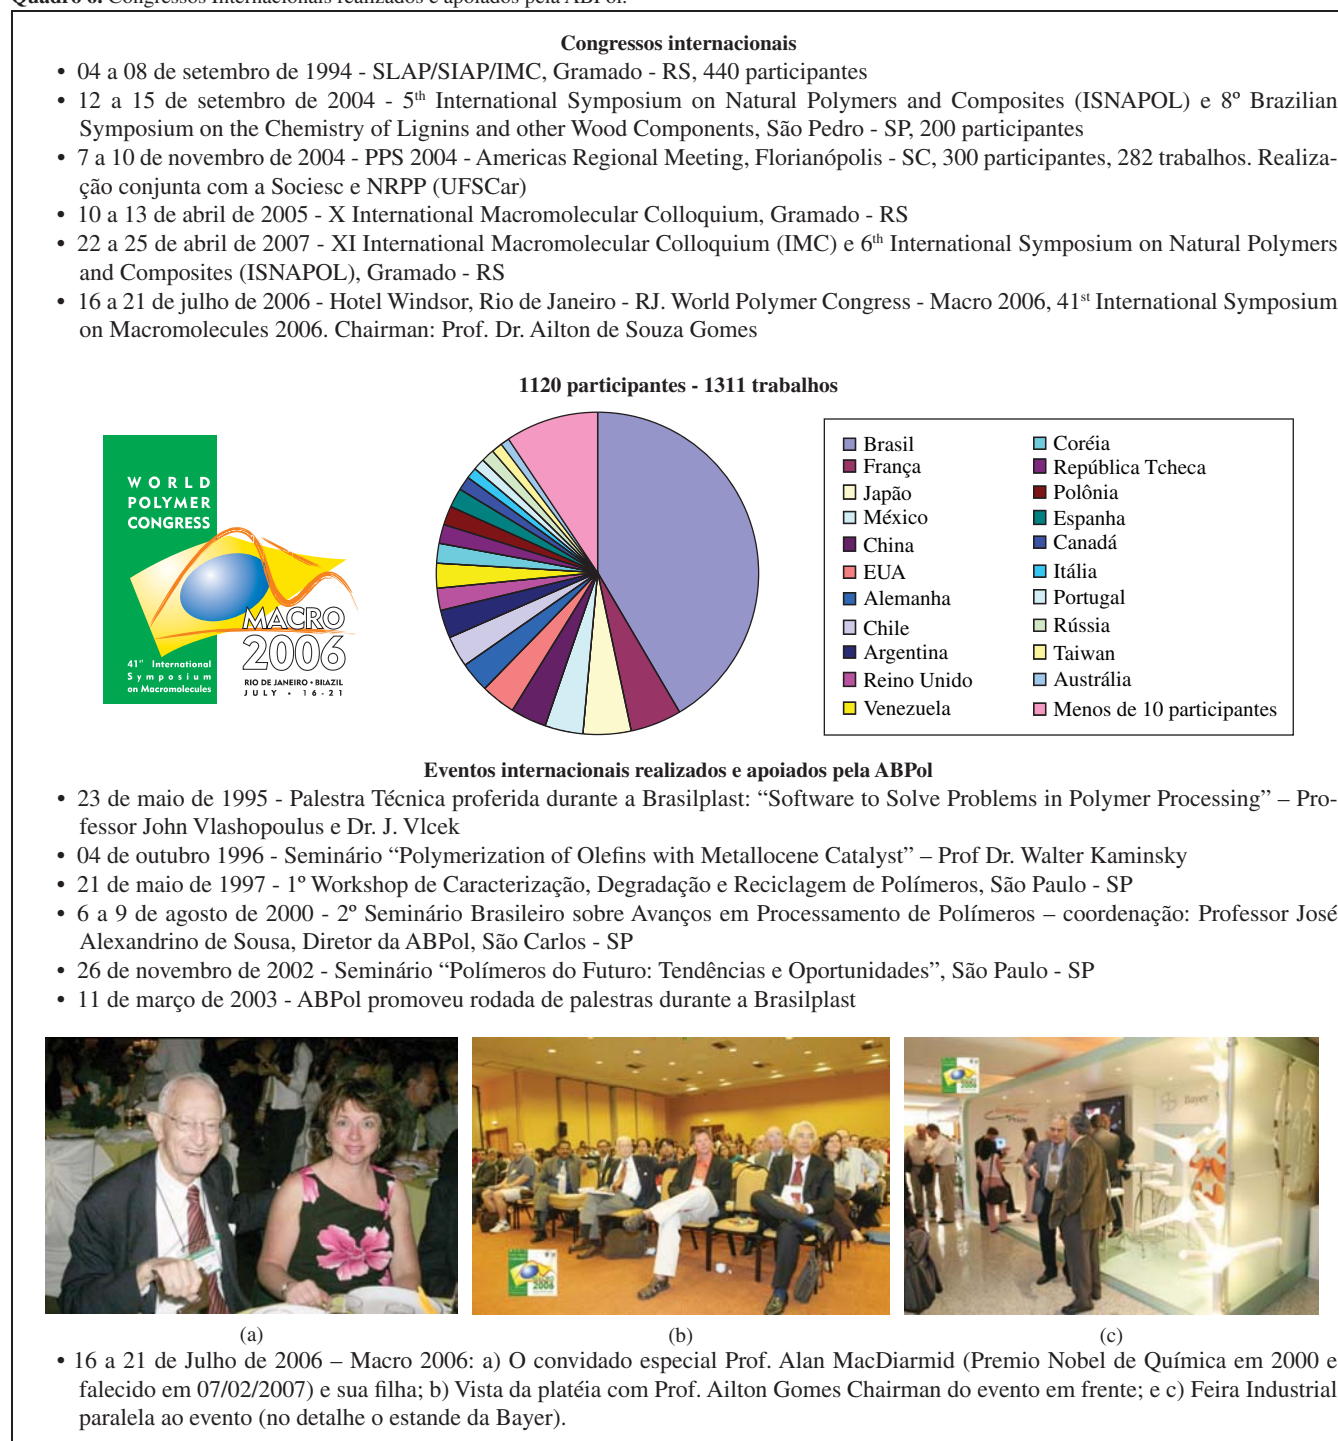 Quadro 6. Congressos Internacionais realizados e apoiados pela ABPol.
Congressos internacionais
• 04 a 08 de setembro de 1994 - SLAP/SIAP/IMC, Gramado - RS, 440 participantes
• 12 a 15 de setembro de 2004 - 5th International Symposium on Natural Polymers and Composites (ISNAPOL) e 8º Brazilian
Symposium on the Chemistry of Lignins and other Wood Components, São Pedro - SP, 200 participantes
• 7 a 10 de novembro de 2004 - PPS 2004 - Americas Regional Meeting, Florianópolis - SC, 300 participantes, 282 trabalhos. Realiza-
ção conjunta com a Sociesc e NRPP (UFSCar)
• 10 a 13 de abril de 2005 - X International Macromolecular Colloquium, Gramado - RS
• 22 a 25 de abril de 2007 - XI International Macromolecular Colloquium (IMC) e 6th International Symposium on Natural Polymers
and Composites (ISNAPOL), Gramado - RS
• 16 a 21 de julho de 2006 - Hotel Windsor, Rio de Janeiro - RJ. World Polymer Congress - Macro 2006, 41st International Symposium
on Macromolecules 2006. Chairman: Prof. Dr. Ailton de Souza Gomes
1120 participantes - 1311 trabalhos
WORLD
POLYMER
CONGRESS
MACRO
2006
41st International
Symposium
on Macromolecules
RIO DE JANEIRO • BRAZIL
JULY • 16-21
Brasil
França
Japão
México
China
EUA
Alemanha
Chile
Argentina
Reino Unido
Venezuela
Coréia
República Tcheca
Polônia
Espanha
Canadá
Itália
Portugal
Rússia
Taiwan
Austrália
Menos de 10 participantes
Eventos internacionais realizados e apoiados pela ABPol
• 23 de maio de 1995 - Palestra Técnica proferida durante a Brasilplast: “Software to Solve Problems in Polymer Processing” – Pro-
fessor John Vlashopoulus e Dr. J. Vlcek
• 04 de outubro 1996 - Seminário “Polymerization of Olefins with Metallocene Catalyst” – Prof Dr. Walter Kaminsky
• 21 de maio de 1997 - 1º Workshop de Caracterização, Degradação e Reciclagem de Polímeros, São Paulo - SP
• 6 a 9 de agosto de 2000 - 2º Seminário Brasileiro sobre Avanços em Processamento de Polímeros – coordenação: Professor José
Alexandrino de Sousa, Diretor da ABPol, São Carlos - SP
• 26 de novembro de 2002 - Seminário “Polímeros do Futuro: Tendências e Oportunidades”, São Paulo - SP
• 11 de março de 2003 - ABPol promoveu rodada de palestras durante a Brasilplast
Bayer
(a)
(b)
(c)
• 16 a 21 de Julho de 2006 – Macro 2006: a) O convidado especial Prof. Alan MacDiarmid (Premio Nobel de Química em 2000 e
falecido em 07/02/2007) e sua filha; b) Vista da platéia com Prof. Ailton Gomes Chairman do evento em frente; e c) Feira Industrial
paralela ao evento (no detalhe o estande da Bayer).